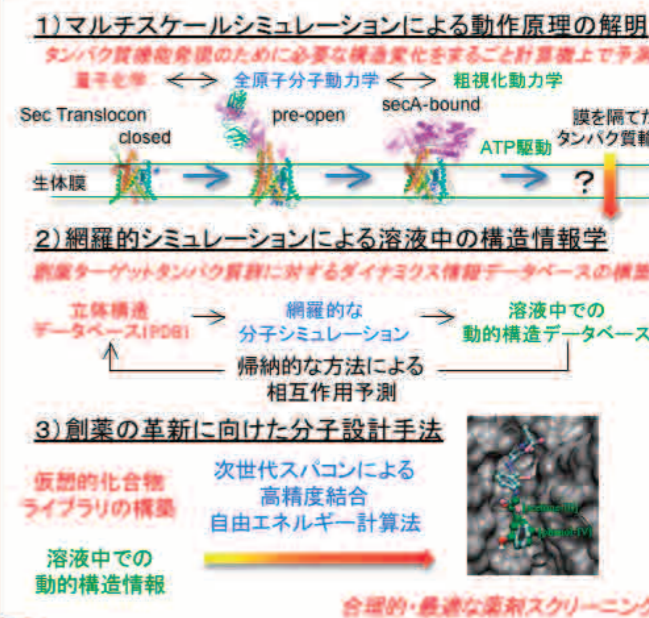 1）マルチスケールシミュレーションによる動作原理の解明
タンパク質機能発現のために必要な構造変化をまるごと計算機上で予測
量子化学 全原子分子動力学 粗視化動力学
Sec Translocon
closed
pre-open
secA-bound
ATP駆動
膜を隔てた
タンパク質輸
生体膜
?
2）網羅的シミュレーションによる溶液中の構造情報学
創薬ターゲットタンパク質群に対するダイナミクス情報データベースの構築
立体構造
データベース(PDB)
網羅的な
分子シミュレーション
溶液中での
動的構造データベース
帰納的な方法による
相互作用予測
3）創薬の革新に向けた分子設計手法
仮想的化合物
ライブラリの構築
次世代スパコンによる
高精度結合
自由エネルギー計算法
溶液中での
動的構造情報
合理的・最適な薬剤スクリーニング